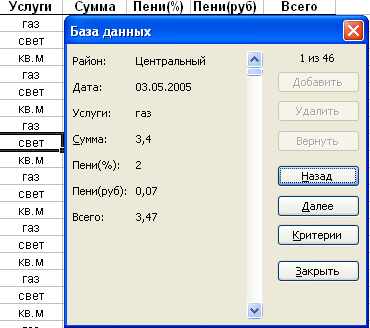 Услуги Сумма Пени(%) Пени(руб) Всего
газ
свет
кв.м
газ
свет
кв.м
газ
свет
кв.м
газ
свет
кв.м
газ
свет
кв.м
газ
свет
кв.м
База данных
Район: Центральный
Дата: 03.05.2005
Услуги: газ
Сумма: 3,4
Пени(%): 2
Пени(руб): 0,07
Всего: 3,47
1 из 46
Добавить
Удалить
Вернуть
Назад
Далее
Критерии
Закрыть